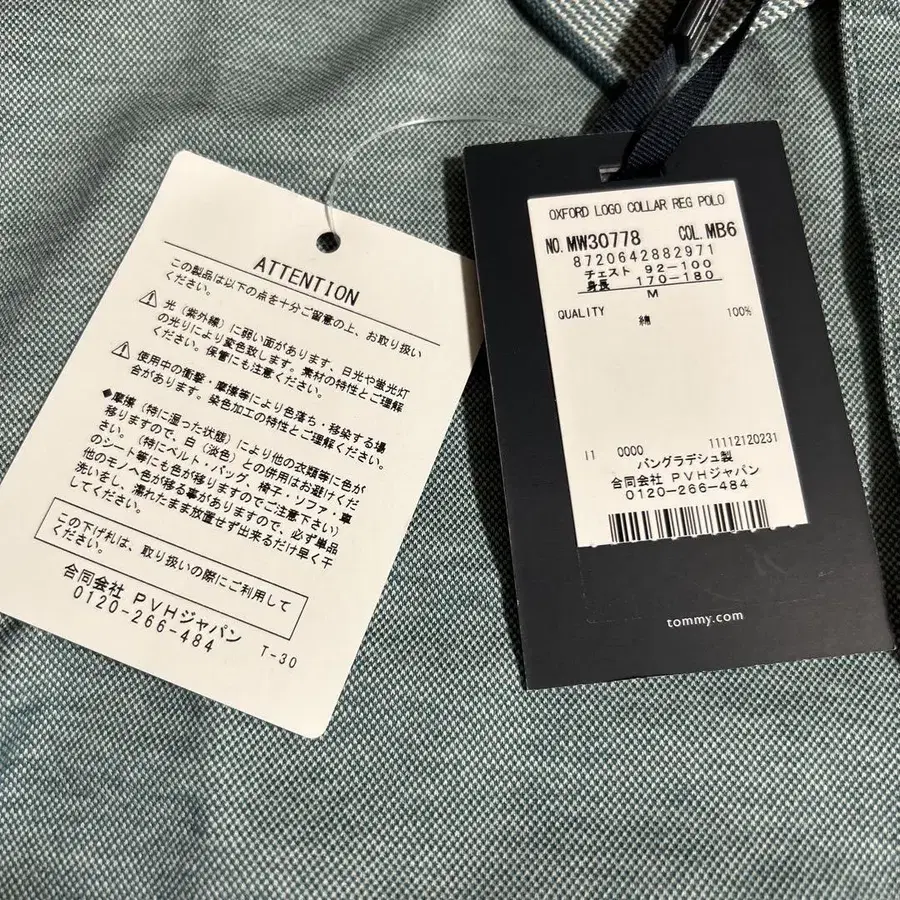 ATTENTION
この製品は以下の点を十分ご留意の上、お取り扱い
ください。
⚠光(紫外線)に弱い面があります、日光や蛍光灯
の光りにより変色致します。素材の特性とご理解
ください。保管にも注意ください。
⚠使用中の衝撃・摩擦等により色落ち・移染する場
合があります。染色加工の特性とご理解ください。
◆摩擦(特に湿った状態)により他の衣類等に色が
移りますので、白(淡色)との併用はお避けくだ
さい。(特にベルト・バッグ、椅子・ソファ、車
のシート等にも色が移りますのでご注意下さい)
他のモノへ色が移る事がありますので、必ず単品
洗いをし、濡れたまま放置せず出来るだけ早く干
してください。
この下げ札は、取り扱いの際にご利用して
ください。
合同会社 PVHジャパン
0120-266-484
T-30
OXFORD LOGO COLLAR REG POLO
NO. MW30778 COL. MB6
8720642882971
チェスト 92-100
身長 170-180
M
QUALITY 綿 100%
I1 0000 11112120231
バングラデシュ製
合同会社 PVHジャパン
0120-266-484
tommy.com